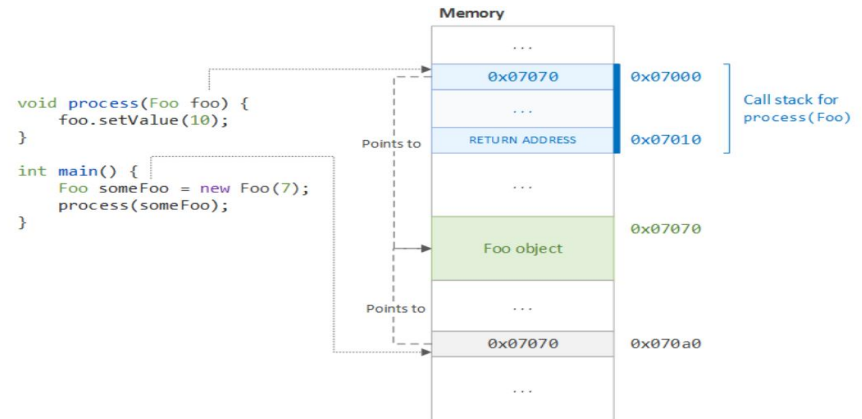 Memory
...
0x07070 0x07000
...
RETURN ADDRESS 0x07010
Call stack for
process(Foo)
void process(Foo foo) {
foo.setValue(10);
}
int main() {
Foo someFoo = new Foo(7);
process(someFoo);
}
Points to
...
0x07070
Foo object
Points to
...
0x07070 0x070a0
...